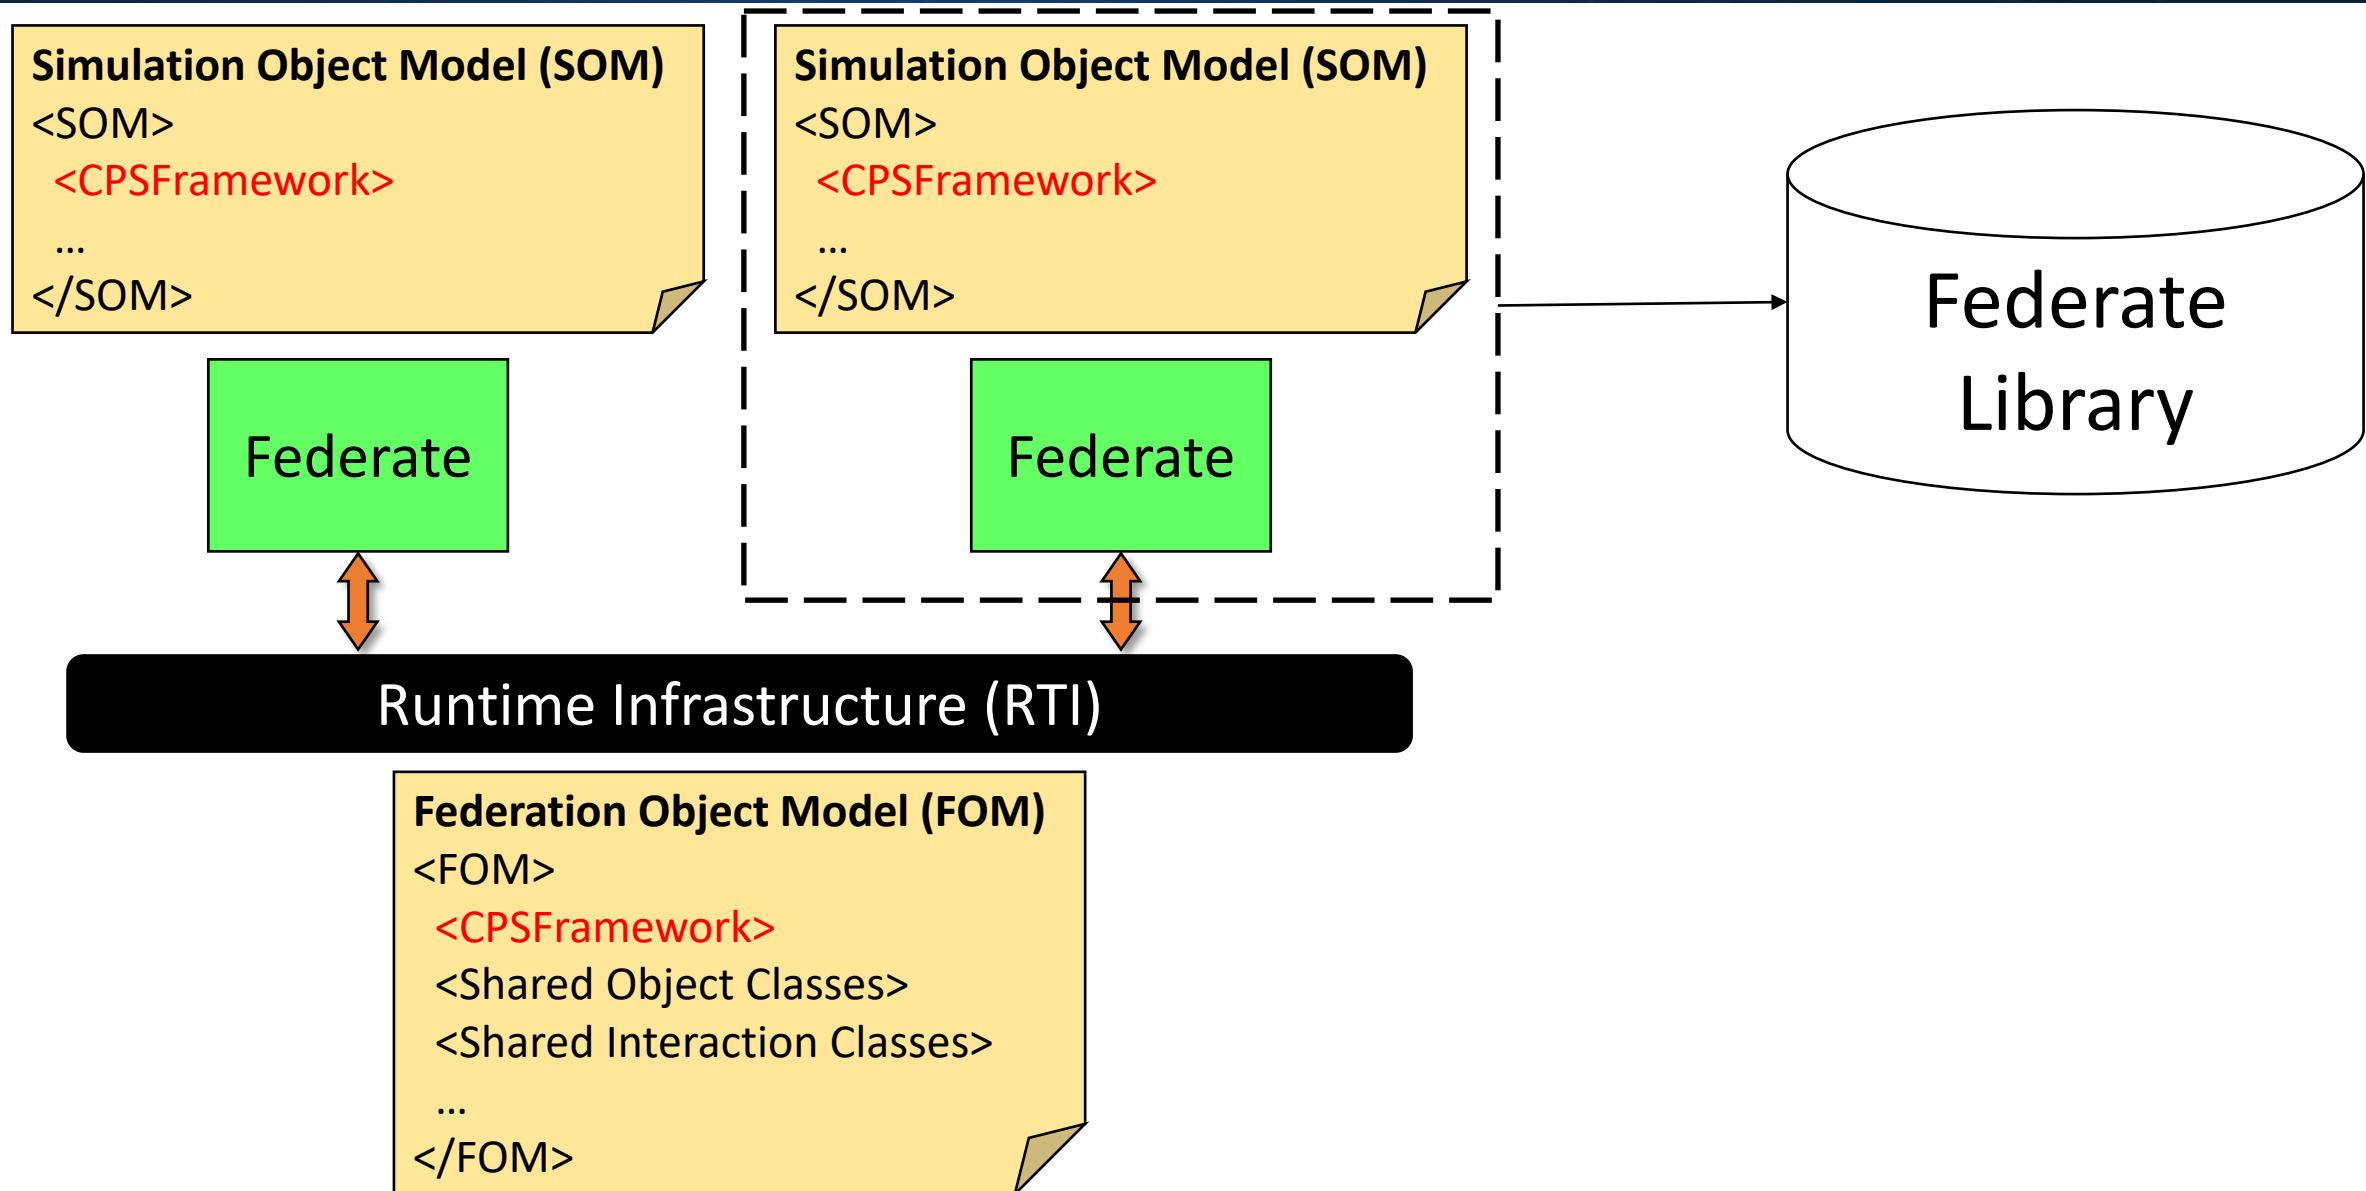 Simulation Object Model (SOM)
<SOM>
<CPSFramework>
...
</SOM>
Federate
Simulation Object Model (SOM)
<SOM>
<CPSFramework>
...
</SOM>
Federate
Federate
Library
Runtime Infrastructure (RTI)
Federation Object Model (FOM)
<FOM>
<CPSFramework>
<Shared Object Classes>
<Shared Interaction Classes>
...
</FOM>